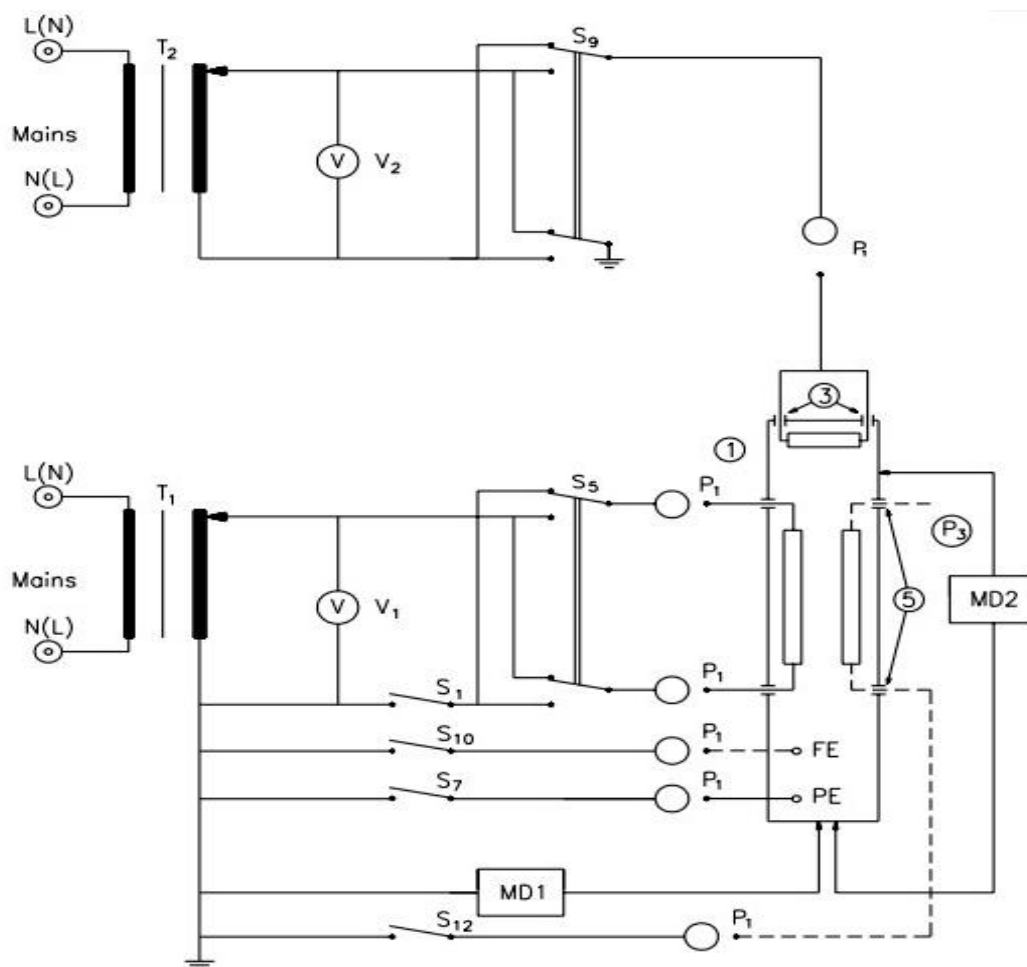 L(N)
T2
S9
Mains
V
V2
N(L)
P1
3
1
L(N)
T1
S5
P1
P3
Mains
V
V1
5
MD2
N(L)
S1
P1
S10
P1
FE
S7
P1
PE
MD1
S12
P1